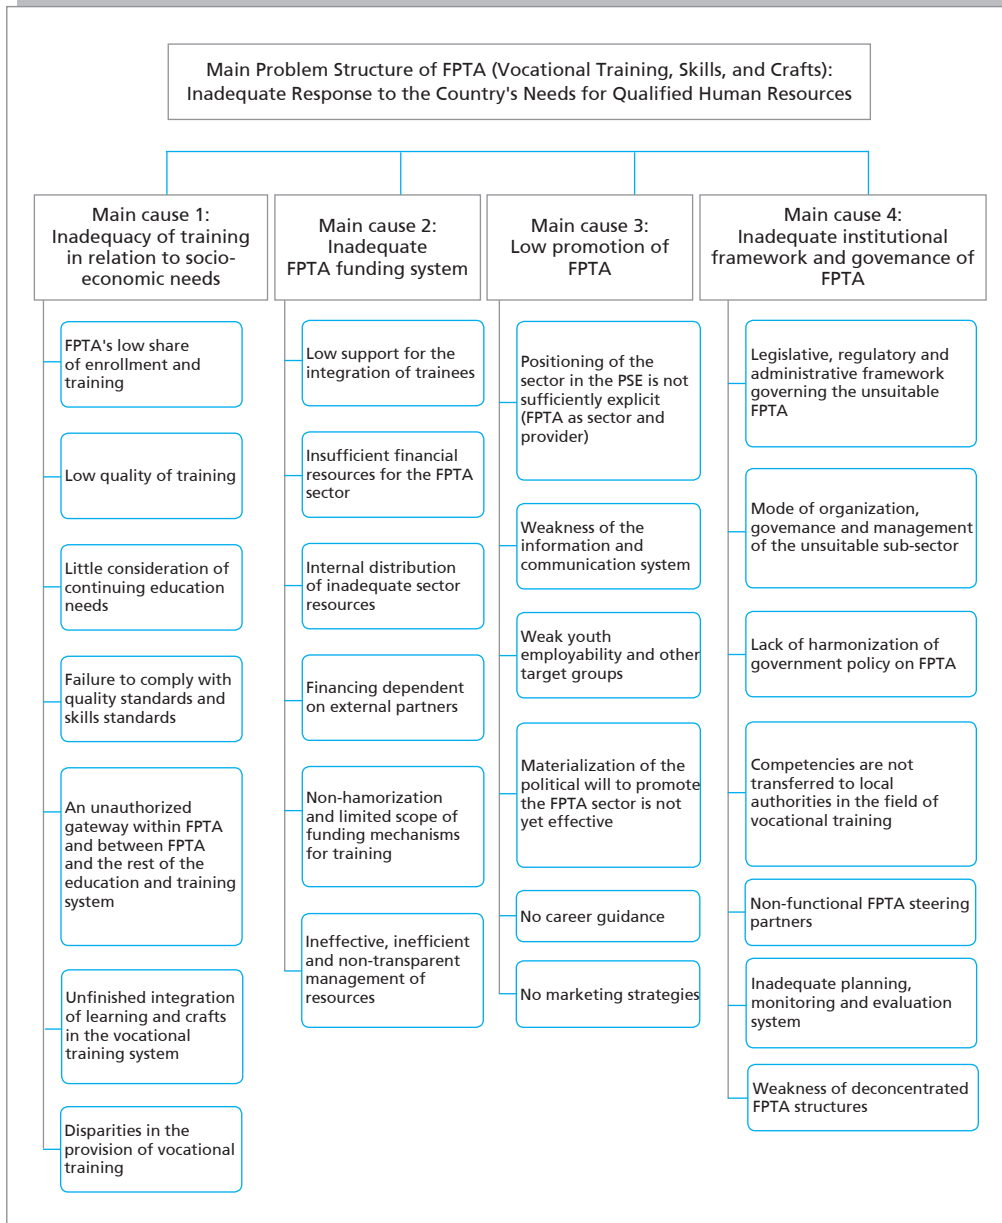 Main Problem Structure of FPTA (Vocational Training, Skills, and Crafts):
Inadequate Response to the Country's Needs for Qualified Human Resources
Main cause 1:
Inadequacy of training
in relation to socio-
economic needs
FPTA's low share
of enrollment and
training
Low quality of training
Little consideration of
continuing education
needs
Failure to comply with
quality standards and
skills standards
An unauthorized
gateway within FPTA
and between FPTA
and the rest of the
education and training
system
Unfinished integration
of learning and crafts
in the vocational
training system
Disparities in the
provision of vocational
training
Main cause 2:
Inadequate
FPTA funding system
Low support for the
integration of trainees
Insufficient financial
resources for the FPTA
sector
Internal distribution
of inadequate sector
resources
Financing dependent
on external partners
Non-hamorization
and limited scope of
funding mechanisms
for training
Ineffective, inefficient
and non-transparent
management of
resources
Main cause 3:
Low promotion of
FPTA
Positioning of the
sector in the PSE is not
sufficiently explicit
(FPTA as sector and
provider)
Weakness of the
information and
communication system
Weak youth
employability and other
target groups
Materialization of the
political will to promote
the FPTA sector is not
yet effective
No career guidance
No marketing strategies
Main cause 4:
Inadequate institutional
framework and govemance of
FPTA
Legislative, regulatory and
administrative framework
governing the unsuitable
FPTA
Mode of organization,
governance and management
of the unsuitable sub-sector
Lack of harmonization of
government policy on FPTA
Competencies are not
transferred to local
authorities in the field of
vocational training
Non-functional FPTA steering
partners
Inadequate planning,
monitoring and evaluation
system
Weakness of deconcentrated
FPTA structures